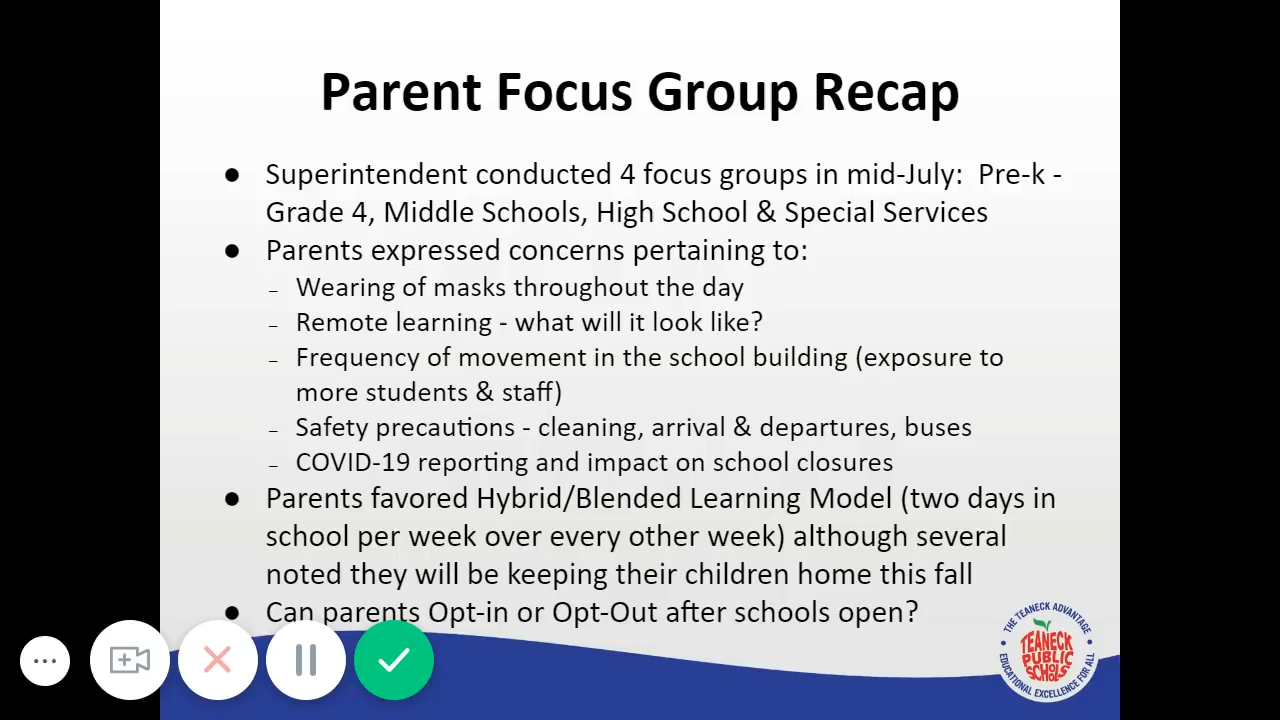 Parent Focus Group Recap
● Superintendent conducted 4 focus groups in mid-July:  Pre-k -
Grade 4, Middle Schools, High School & Special Services
● Parents expressed concerns pertaining to:
– Wearing of masks throughout the day
– Remote learning - what will it look like?
– Frequency of movement in the school building (exposure to
more students & staff)
– Safety precautions - cleaning, arrival & departures, buses
– COVID-19 reporting and impact on school closures
● Parents favored Hybrid/Blended Learning Model (two days in
school per week over every other week) although several
noted they will be keeping their children home this fall
● Can parents Opt-in or Opt-Out after schools open?
• THE TEANECK ADVANTAGE •
TEANECK
PUBLIC
SCHOOLS
EDUCATIONAL EXCELLENCE FOR ALL